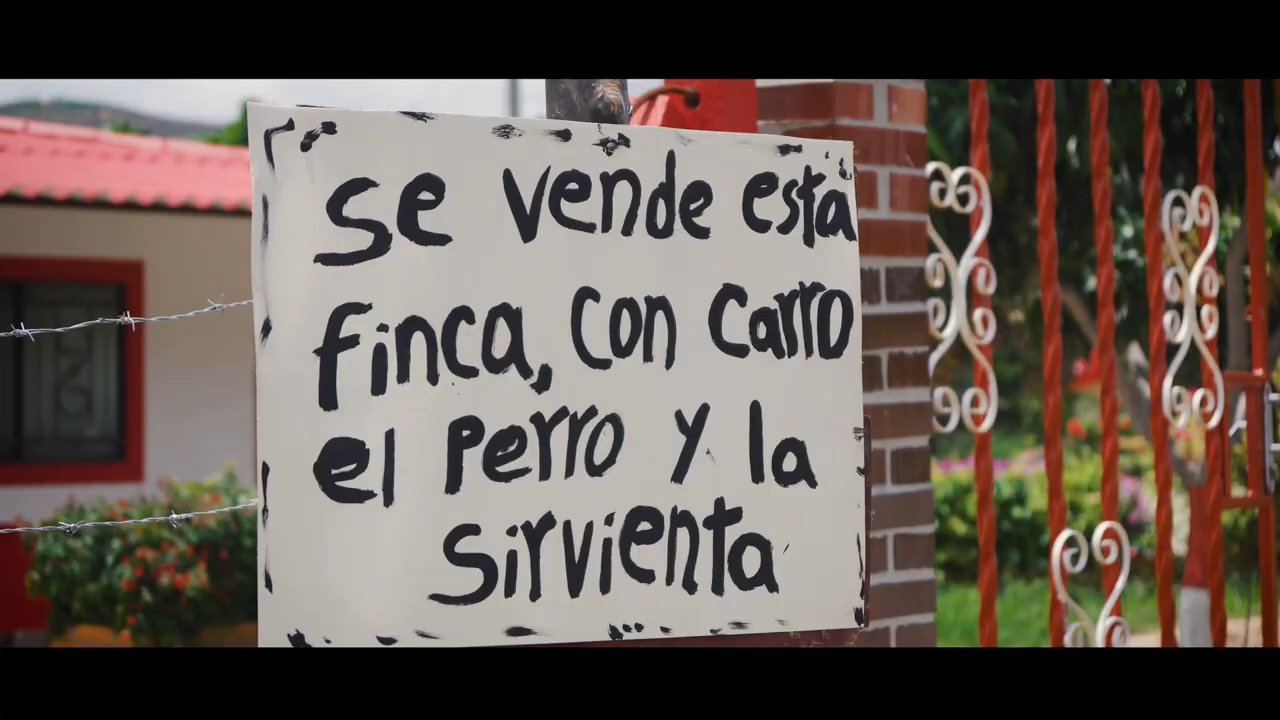 se vende esta
finca, con carro
el perro y la
sirvienta